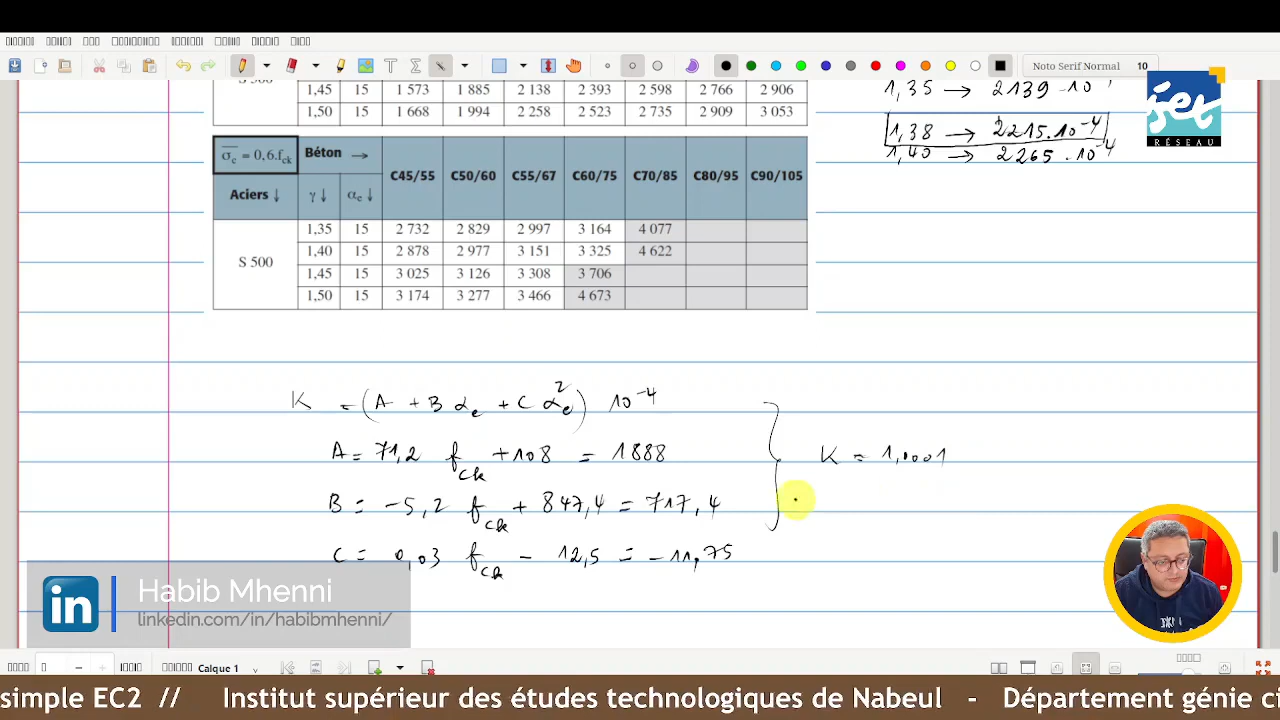 Noto Serif Normal 10
1,45 15 1 573 1 885 2 138 2 393 2 598 2 766 2 906
1,50 15 1 668 1 994 2 258 2 523 2 735 2 909 3 053
1,35 → 2139 . 10
1,38 → 2215.10⁻⁴
1,40 → 2265 . 10⁻⁴
iset
RÉSEAU
σc = 0,6.fck Béton → C45/55 C50/60 C55/67 C60/75 C70/85 C80/95 C90/105
Aciers ↓ γ ↓ αe ↓
S 500
1,35 15 2 732 2 829 2 997 3 164 4 077
1,40 15 2 878 2 977 3 151 3 325 4 622
1,45 15 3 025 3 126 3 308 3 706
1,50 15 3 174 3 277 3 466 4 673
K = (A + B αe + C αe²) 10⁻⁴
A = 71,2 fck + 108 = 1888
K = 1,0001
B = -5,2 fck + 847,4 = 717,4
C = 0,03 fck - 12,5 = -11,75
in
Habib Mhenni
linkedin.com/in/habibmhenni/
Calque 1
simple EC2 // Institut supérieur des études technologiques de Nabeul - Département génie ci